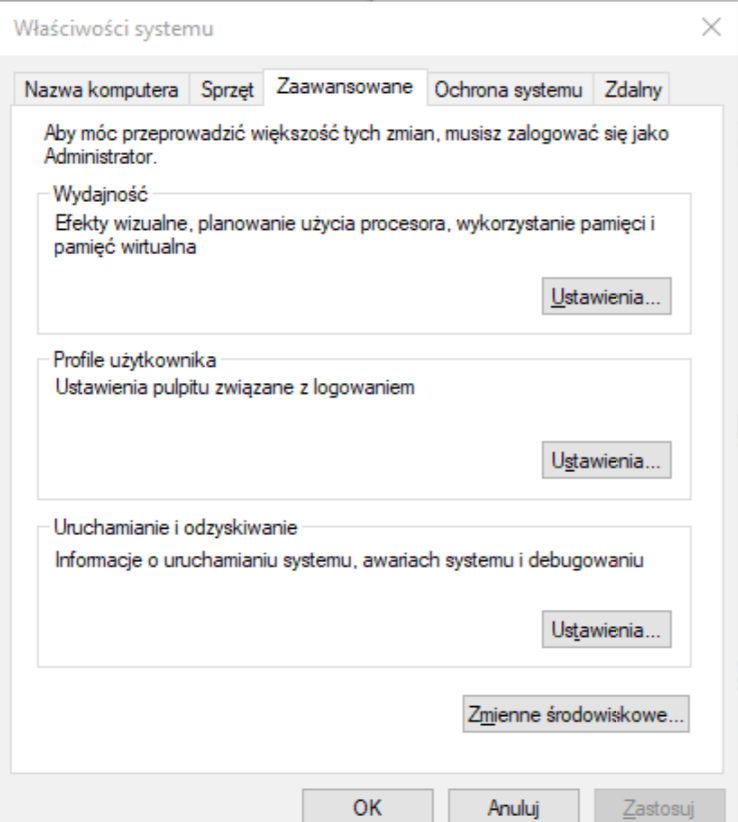 Właściwości systemu
Nazwa komputera Sprzęt Zaawansowane Ochrona systemu Zdalny
Aby móc przeprowadzić większość tych zmian, musisz zalogować się jako
Administrator.
Wydajność
Efekty wizualne, planowanie użycia procesora, wykorzystanie pamięci i
pamięć wirtualna
Ustawienia...
Profile użytkownika
Ustawienia pulpitu związane z logowaniem
Ustawienia...
Uruchamianie i odzyskiwanie
Informacje o uruchamianiu systemu, awariach systemu i debugowaniu
Ustawienia...
Zmienne środowiskowe...
OK Anuluj Zastosuj